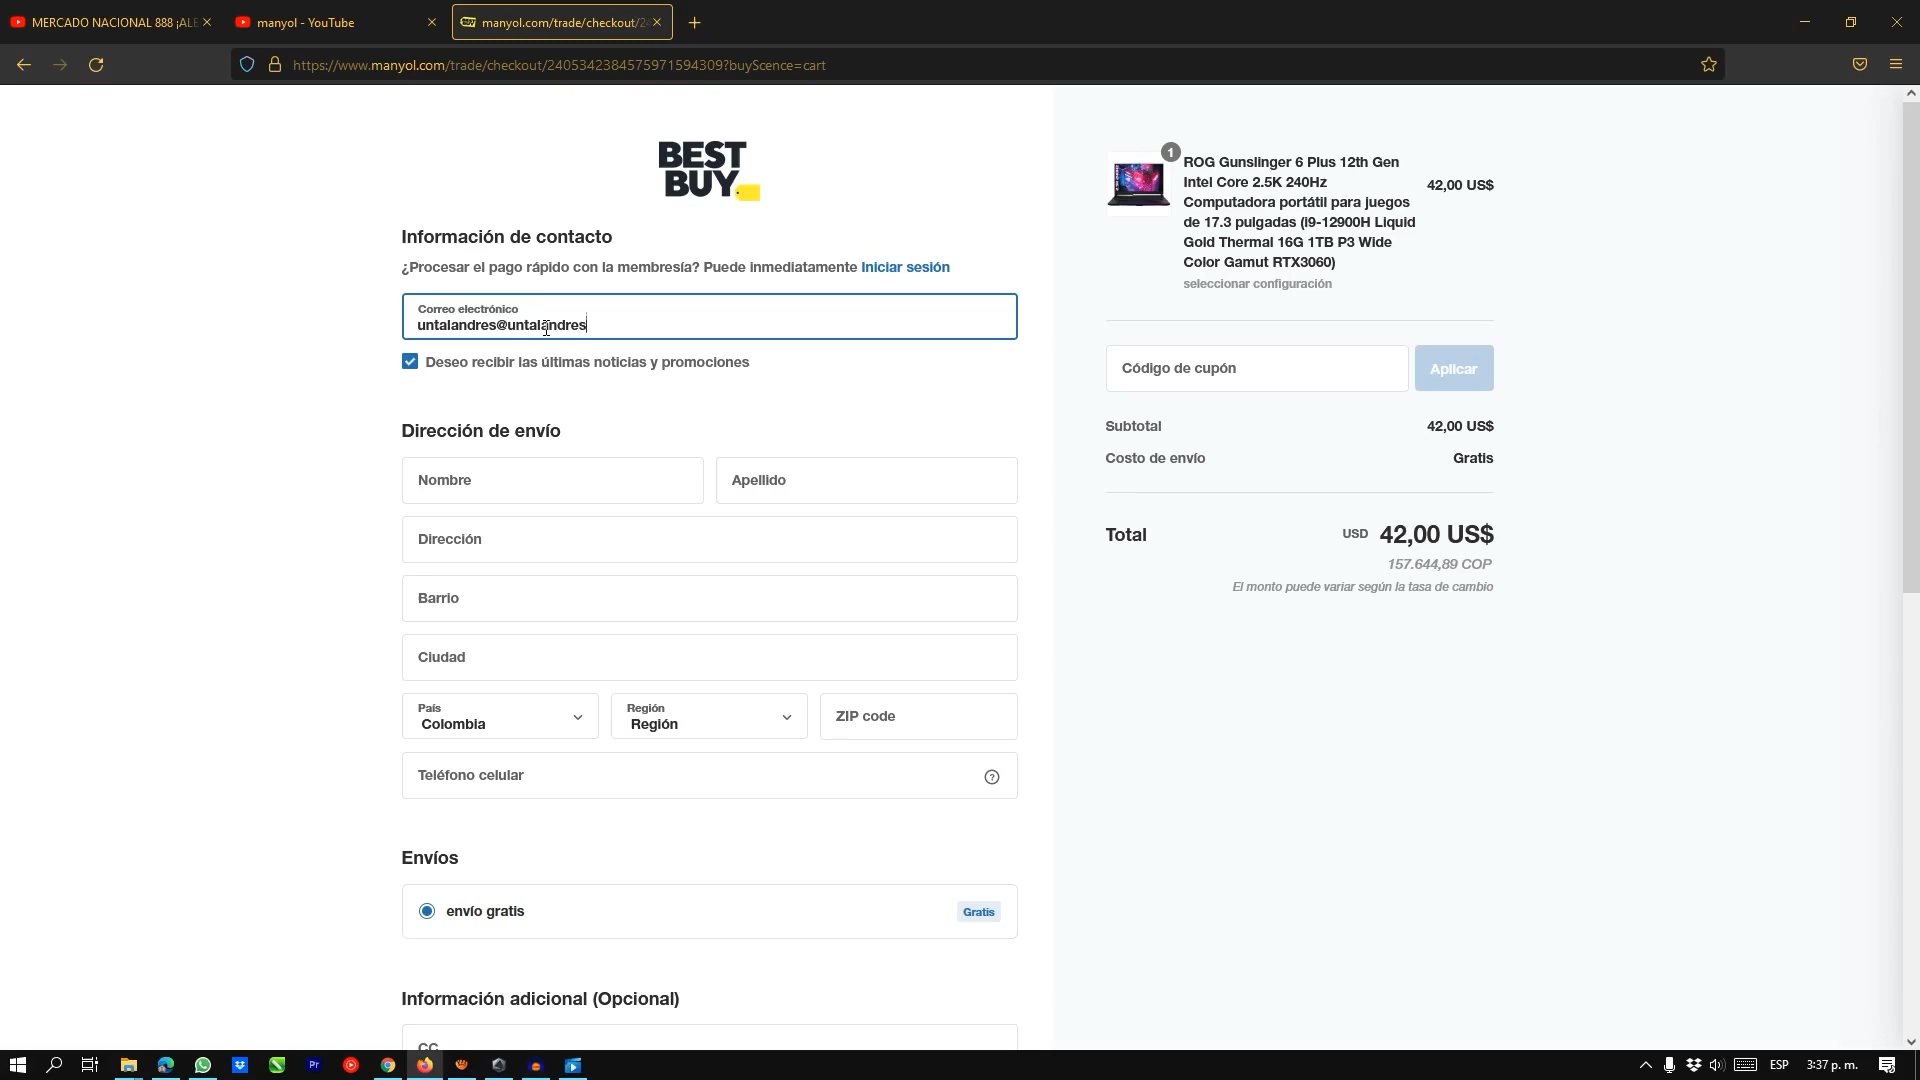 MERCADO NACIONAL 888 ¡ALE
manyol - YouTube
manyol.com/trade/checkout/24
https://www.manyol.com/trade/checkout/2405342384575971594309?buyScence=cart
BEST
BUY
Información de contacto
¿Procesar el pago rápido con la membresía? Puede inmediatamente Iniciar sesión
Correo electrónico
untalandres@untalandres
Deseo recibir las últimas noticias y promociones
Dirección de envío
Nombre
Apellido
Dirección
Barrio
Ciudad
País
Colombia
Región
Región
ZIP code
Teléfono celular
Envíos
envío gratis
Gratis
Información adicional (Opcional)
CC
1
ROG Gunslinger 6 Plus 12th Gen
Intel Core 2.5K 240Hz
Computadora portátil para juegos
de 17.3 pulgadas (i9-12900H Liquid
Gold Thermal 16G 1TB P3 Wide
Color Gamut RTX3060)
42,00 US$
seleccionar configuración
Código de cupón
Aplicar
Subtotal
42,00 US$
Costo de envío
Gratis
Total
USD 42,00 US$
157.644,89 COP
El monto puede variar según la tasa de cambio
Pr
ESP
3:37 p. m.